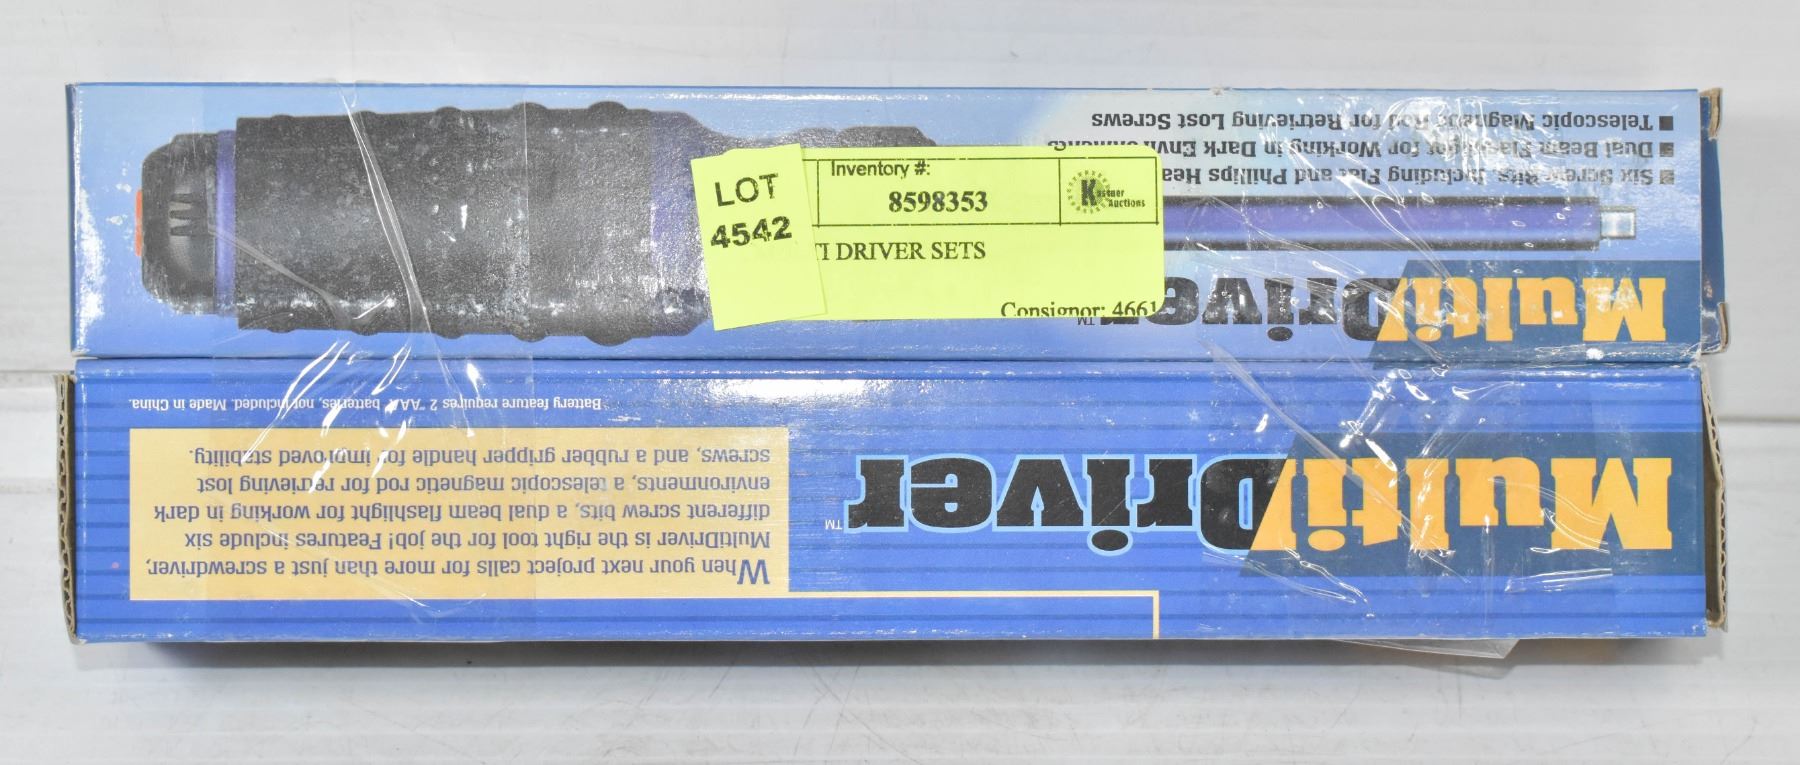 LOT
4542
Inventory #:
8598353
Kastner
Auctions
TI DRIVER SETS
Consignor: 4661
MultiDriver™
Six Screw Bits, Including Flat and Phillips Hea
Dual Beam Flashlight for Working in Dark Environments
Telescopic Magnetic Rod for Retrieving Lost Screws
MultiDriver™
When your next project calls for more than just a screwdriver,
MultiDriver is the right tool for the job! Features include six
different screw bits, a dual beam flashlight for working in dark
environments, a telescopic magnetic rod for retrieving lost
screws, and a rubber gripper handle for improved stability.
Battery feature requires 2 "AAA" batteries, not included. Made in China.